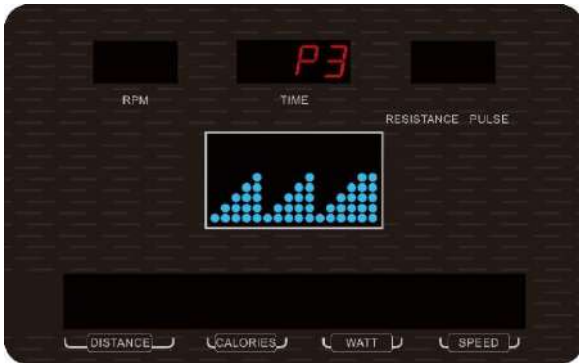 P3
RPM
TIME
RESISTANCE PULSE
DISTANCE
CALORIES
WATT
SPEED